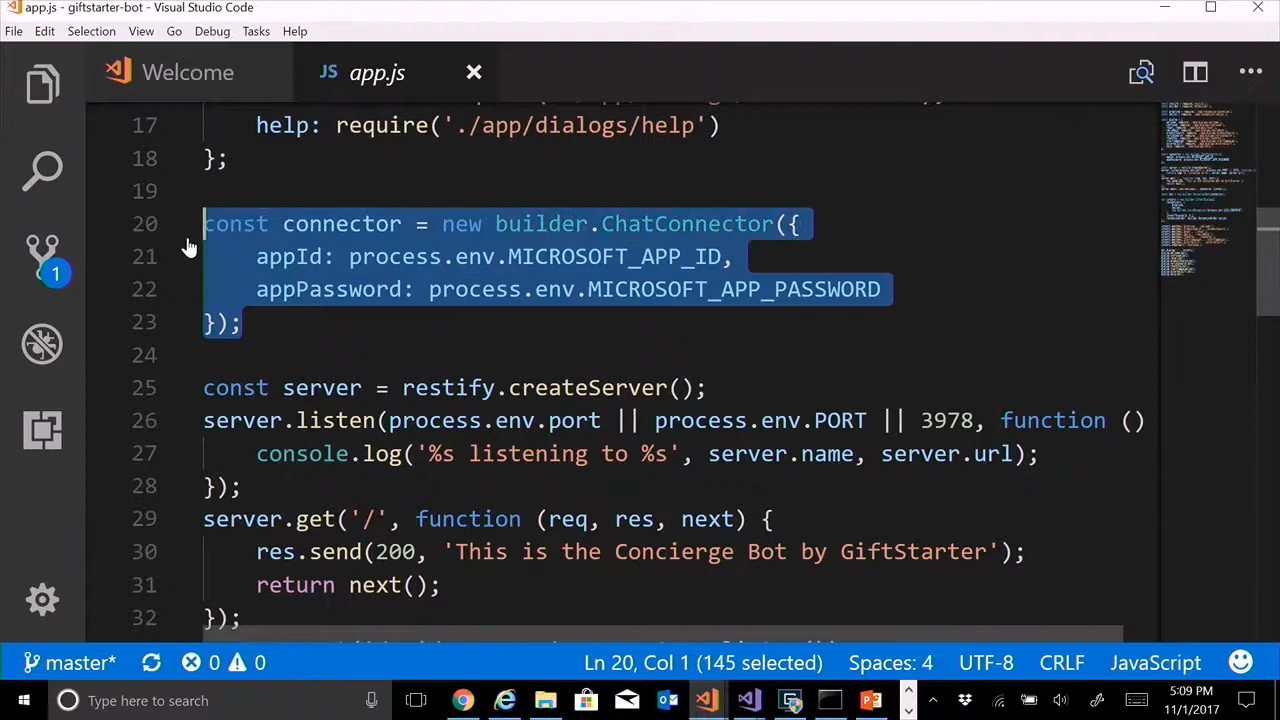 app.js - giftstarter-bot - Visual Studio Code
File Edit Selection View Go Debug Tasks Help
Welcome JS app.js
17 help: require('./app/dialogs/help')
18 };
19
20 const connector = new builder.ChatConnector({
21 appId: process.env.MICROSOFT_APP_ID,
22 appPassword: process.env.MICROSOFT_APP_PASSWORD
23 });
24
25 const server = restify.createServer();
26 server.listen(process.env.port || process.env.PORT || 3978, function ()
27 console.log('%s listening to %s', server.name, server.url);
28 });
29 server.get('/', function (req, res, next) {
30 res.send(200, 'This is the Concierge Bot by GiftStarter');
31 return next();
32 });
1
master* 0 0 Ln 20, Col 1 (145 selected) Spaces: 4 UTF-8 CRLF JavaScript
Type here to search
5:09 PM
11/1/2017